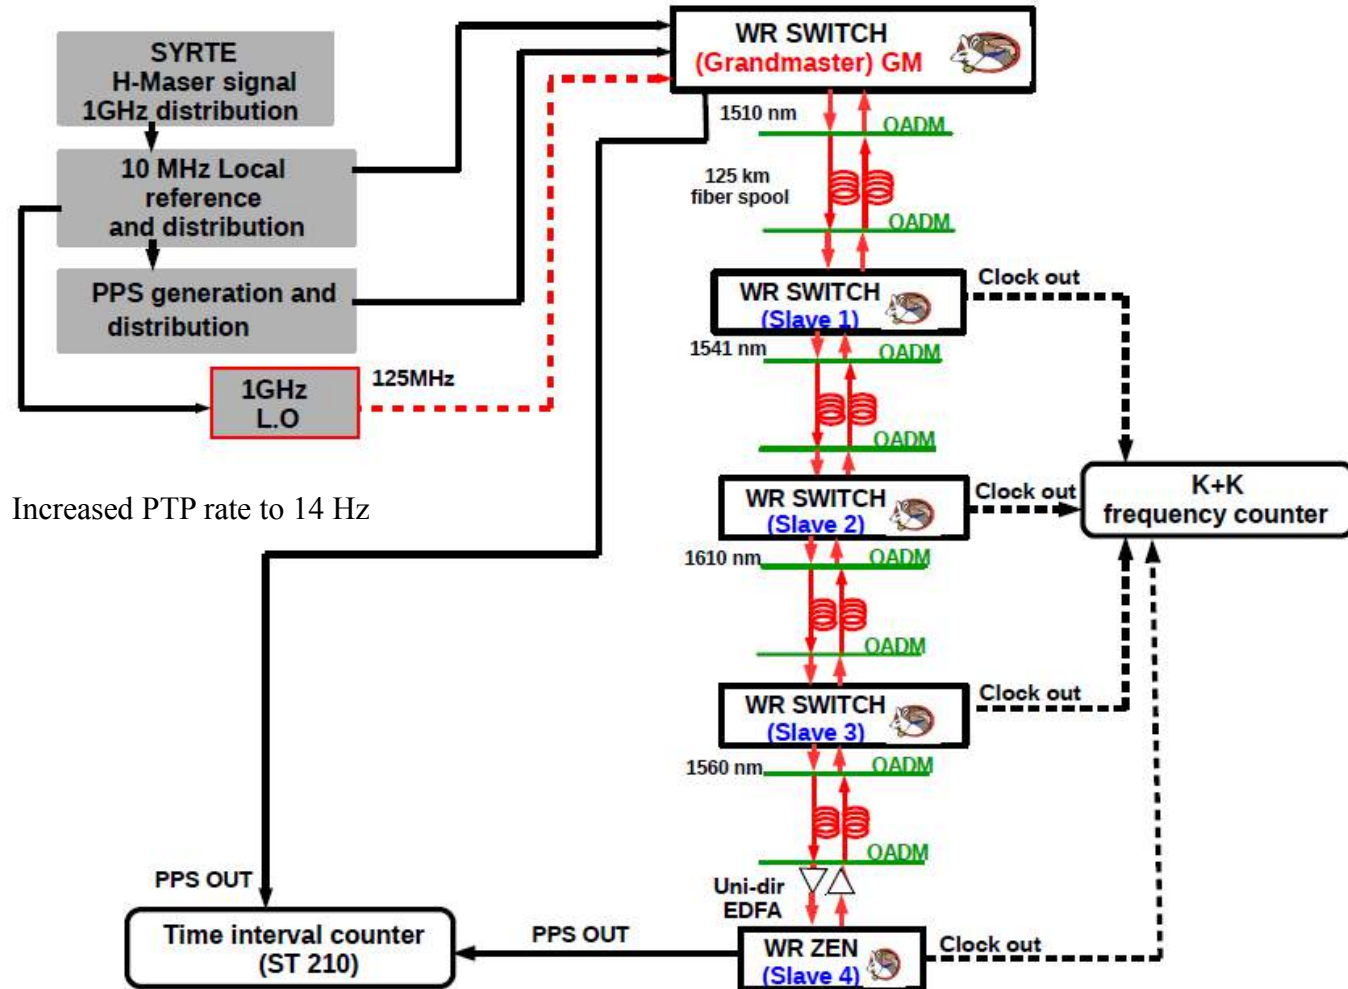 SYRTE
H-Maser signal
1GHz distribution
10 MHz Local
reference
and distribution
PPS generation and
distribution
1GHz
L.O
125MHz
Increased PTP rate to 14 Hz
WR SWITCH
(Grandmaster) GM
1510 nm
OADM
125 km
fiber spool
OADM
WR SWITCH
(Slave 1)
Clock out
1541 nm
OADM
OADM
WR SWITCH
(Slave 2)
Clock out
K+K
frequency counter
1610 nm
OADM
OADM
WR SWITCH
(Slave 3)
Clock out
1560 nm
OADM
OADM
Uni-dir
EDFA
PPS OUT
Time interval counter
(ST 210)
PPS OUT
WR ZEN
(Slave 4)
Clock out